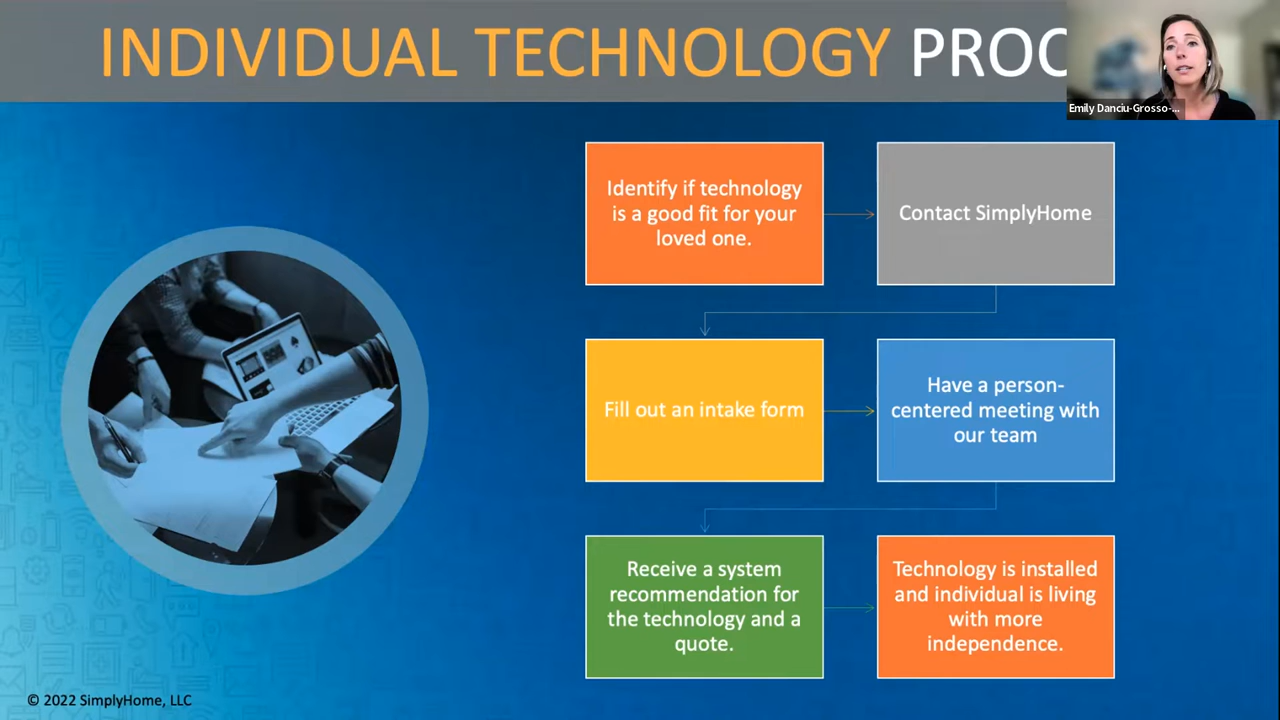 INDIVIDUAL TECHNOLOGY PROC
Emily Danciu-Grosso-...
Identify if technology
is a good fit for your
loved one.
Contact SimplyHome
Fill out an intake form
Have a person-
centered meeting with
our team
Receive a system
recommendation for
the technology and a
quote.
Technology is installed
and individual is living
with more
independence.
© 2022 SimplyHome, LLC